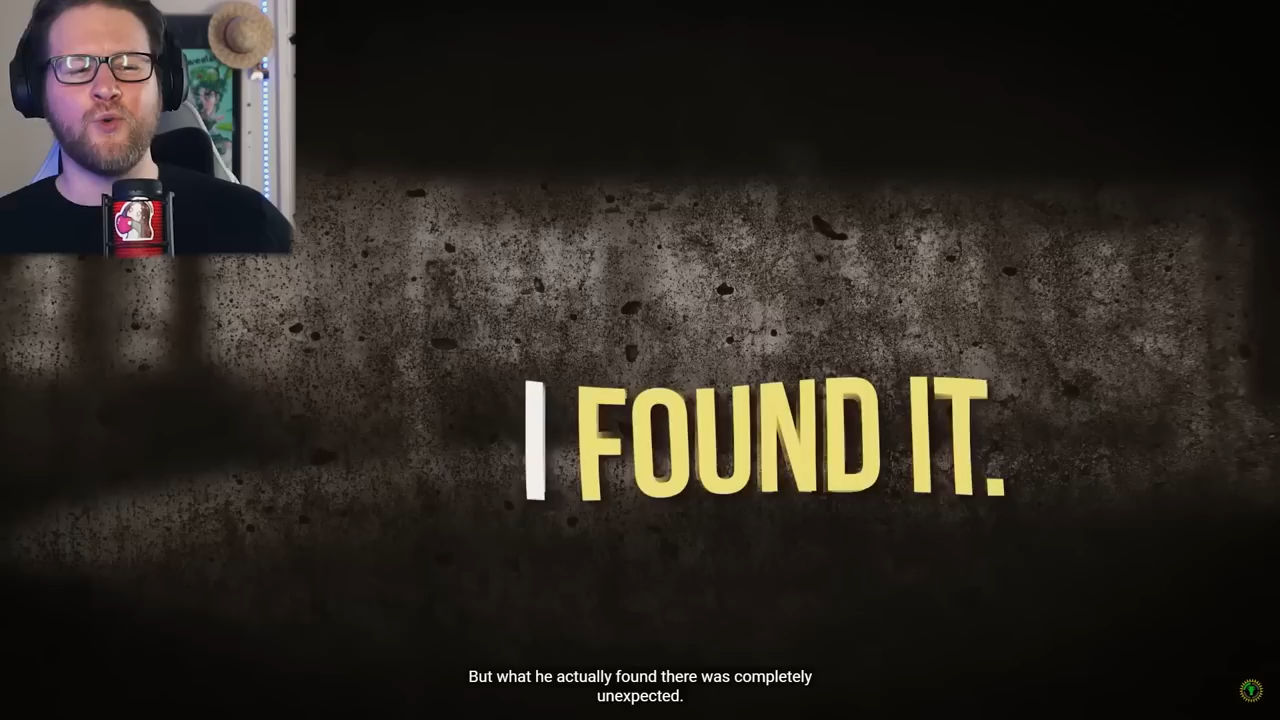 I FOUND IT.
But what he actually found there was completely
unexpected.